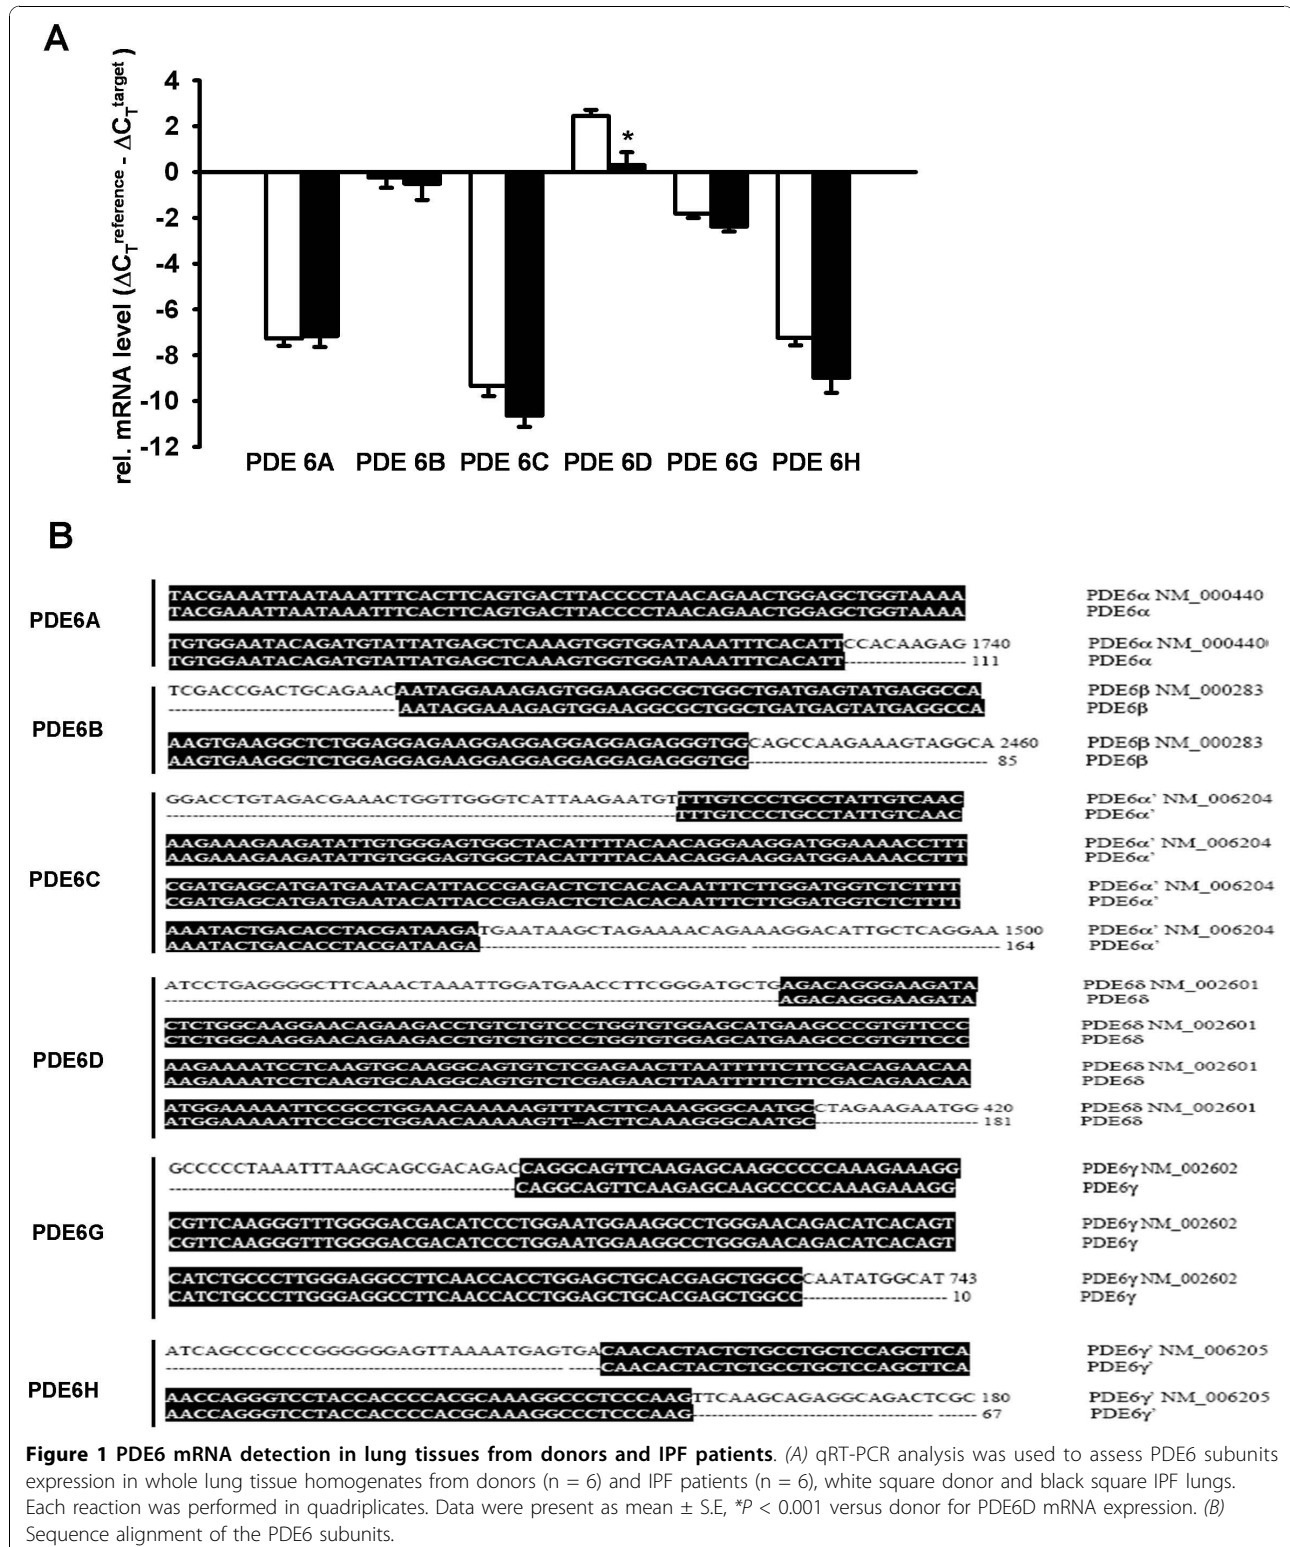 A
rel. mRNA level (ΔCT reference - ΔCT target )
4
2
0
-2
-4
-6
-8
-10
-12
*
PDE 6A PDE 6B PDE 6C PDE 6D PDE 6G PDE 6H
B
PDE6A
TACGAAATTAATAAATTTCACTTCAGTGACTTACCCCTAACAGAACTGGAGCTGGTAAAA PDE6α NM_000440
TACGAAATTAATAAATTTCACTTCAGTGACTTACCCCTAACAGAACTGGAGCTGGTAAAA PDE6α
TGTGGAATACAGATGTATTATGAGCTCAAAGTGGTGGATAAATTTCACATTCCACAAGAG 1740 PDE6α NM_000440
TGTGGAATACAGATGTATTATGAGCTCAAAGTGGTGGATAAATTTCACATT---------- 111 PDE6α
PDE6B
TCGACCGACTGCAGAACAATAGGAAAGAGTGGAAGGCGCTGGCTGATGAGTATGAGGCCA PDE6β NM_000283
-----------------AATAGGAAAGAGTGGAAGGCGCTGGCTGATGAGTATGAGGCCA PDE6β
AAGTGAAGGCTCTGGAGGAGAAGGAGGAGGAGGAGAGGGTGGCAGCCAAGAAAGTAGGCA 2460 PDE6β NM_000283
AAGTGAAGGCTCTGGAGGAGAAGGAGGAGGAGGAGAGGGTGG------------------ 85 PDE6β
PDE6C
GGACCTGTAGACGAAACTGGTTGGGTCATTAAGAATGTTTTGTCCCTGCCTATTGTCAAC PDE6α' NM_006204
--------------------------------------TTTGTCCCTGCCTATTGTCAAC PDE6α'
AAGAAAGAAGATATTGTGGGAGTGGCTACATTTTACAACAGGAAGGATGGAAAACCTTT PDE6α' NM_006204
AAGAAAGAAGATATTGTGGGAGTGGCTACATTTTACAACAGGAAGGATGGAAAACCTTT PDE6α'
CGATGAGCATGATGAATACATTACCGAGACTCTCACACAATTTCTTGGATGGTCTCTTTT PDE6α' NM_006204
CGATGAGCATGATGAATACATTACCGAGACTCTCACACAATTTCTTGGATGGTCTCTTTT PDE6α'
AAATACTGACACCTACGATAAGATGAATAAGCTAGAAAACAGAAAGGACATTGCTCAGGAA 1500 PDE6α' NM_006204
AAATACTGACACCTACGATAAGA-------------------- ------------------ 164 PDE6α'
PDE6D
ATCCTGAGGGGCTTCAAACTAAATTGGATGAACCTTCGGGATGCTGAGACAGGGAAGATA PDE6δ NM_002601
----------------------------------------------AGACAGGGAAGATA PDE6δ
CTCTGGCAAGGAACAGAAGACCTGTCTGTCCCTGGTGTGGAGCATGAAGCCCGTGTTCCC PDE6δ NM_002601
CTCTGGCAAGGAACAGAAGACCTGTCTGTCCCTGGTGTGGAGCATGAAGCCCGTGTTCCC PDE6δ
AAGAAAATCCTCAAGTGCAAGGCAGTGTCTCGAGAACTTAATTTTTCTTCGACAGAACAA PDE6δ NM_002601
AAGAAAATCCTCAAGTGCAAGGCAGTGTCTCGAGAACTTAATTTTTCTTCGACAGAACAA PDE6δ
ATGGAAAAATTCCGCCTGGAACAAAAAGTTTACTTCAAAGGGCAATGCCTAGAAGAATGG 420 PDE6δ NM_002601
ATGGAAAAATTCCGCCTGGAACAAAAAGTT--ACTTCAAAGGGCAATGC------------ 181 PDE6δ
PDE6G
GCCCCCTAAATTTAAGCAGCGACAGACCAGGCAGTTCAAGAGCAAGCCCCCAAAGAAAGG PDE6γ NM_002602
--------------------------CAGGCAGTTCAAGAGCAAGCCCCCAAAGAAAGG PDE6γ
CGTTCAAGGGTTTGGGGACGACATCCCTGGAATGGAAGGCCTGGGAACAGACATCACAGT PDE6γ NM_002602
CGTTCAAGGGTTTGGGGACGACATCCCTGGAATGGAAGGCCTGGGAACAGACATCACAGT PDE6γ
CATCTGCCCTTGGGAGGCCTTCAACCACCTGGAGCTGCACGAGCTGGCCCAATATGGCAT 743 PDE6γ NM_002602
CATCTGCCCTTGGGAGGCCTTCAACCACCTGGAGCTGCACGAGCTGGCC----------- 10 PDE6γ
PDE6H
ATCAGCCGCCCGGGGGGAGTTAAAATGAGTGACAACACTACTCTGCCTGCTCCAGCTTCA PDE6γ' NM_006205
----------------------------- ---CAACACTACTCTGCCTGCTCCAGCTTCA PDE6γ'
AACCAGGGTCCTACCACCCCACGCAAAGGCCCTCCCAAGTTCAAGCAGAGGCAGACTCGC 180 PDE6γ' NM_006205
AACCAGGGTCCTACCACCCCACGCAAAGGCCCTCCCAAG----------------- ---- 67 PDE6γ'
Figure 1 PDE6 mRNA detection in lung tissues from donors and IPF patients. (A) qRT-PCR analysis was used to assess PDE6 subunits
expression in whole lung tissue homogenates from donors (n = 6) and IPF patients (n = 6), white square donor and black square IPF lungs.
Each reaction was performed in quadriplicates. Data were present as mean ± S.E, *P < 0.001 versus donor for PDE6D mRNA expression. (B)
Sequence alignment of the PDE6 subunits.